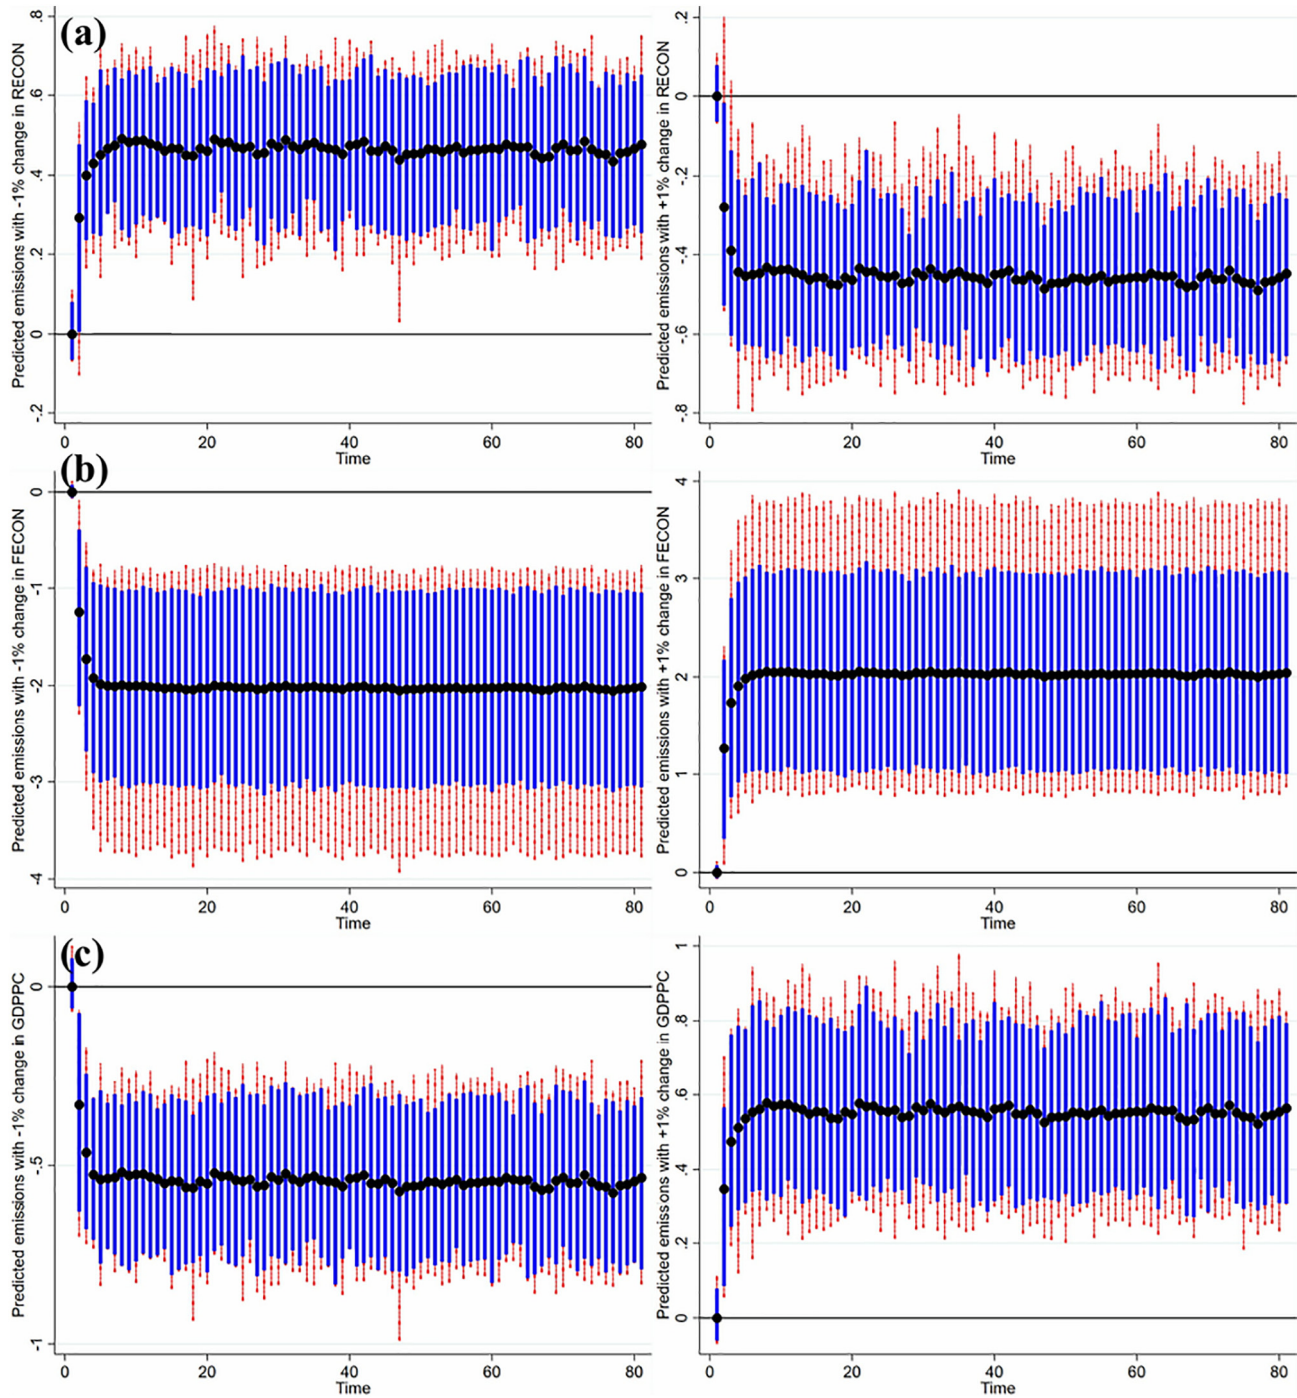 (a)
Predicted emissions with -1% change in RECON
.8
.6
.4
.2
0
-.2
0 20 40 60 80
Time
Predicted emissions with +1% change in RECON
.2
0
-.2
-.4
-.6
-.8
0 20 40 60 80
Time
(b)
Predicted emissions with -1% change in FECON
0
-1
-2
-3
-4
0 20 40 60 80
Time
Predicted emissions with +1% change in FECON
4
3
2
1
0
0 20 40 60 80
Time
(c)
Predicted emissions with -1% change in GDPPC
0
-.5
-1
0 20 40 60 80
Time
Predicted emissions with +1% change in GDPPC
1
.8
.6
.4
.2
0
0 20 40 60 80
Time